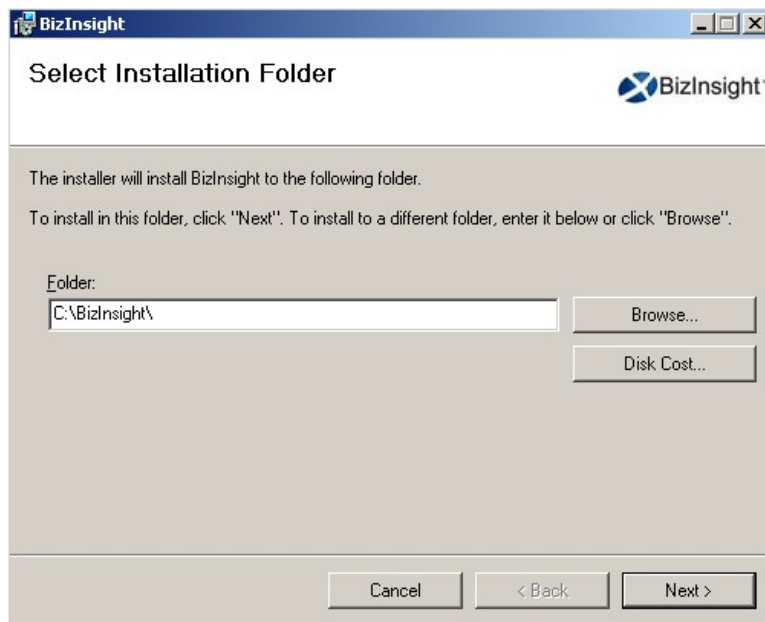 BizInsight
Select Installation Folder
BizInsight
The installer will install BizInsight to the following folder.
To install in this folder, click "Next". To install to a different folder, enter it below or click "Browse".
Folder:
C:\BizInsight\
Browse...
Disk Cost...
Cancel
< Back
Next >